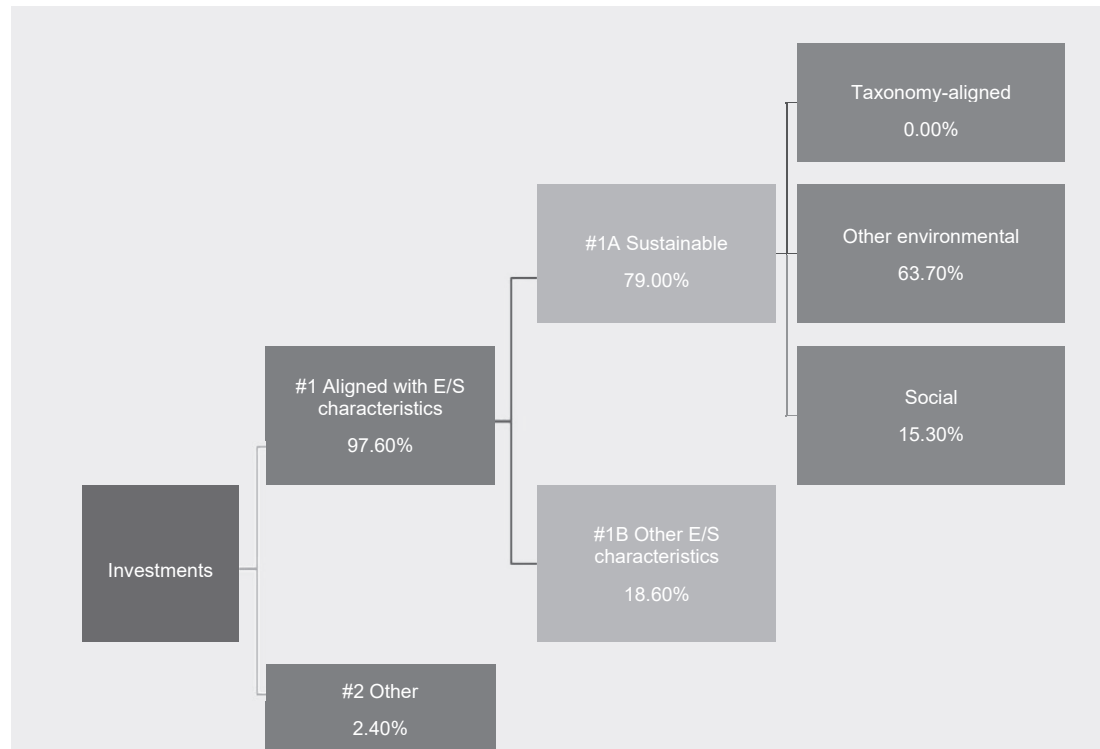 Taxonomy-aligned
0.00%
#1A Sustainable
79.00%
Other environmental
63.70%
#1 Aligned with E/S
characteristics
97.60%
Social
15.30%
Investments
#1B Other E/S
characteristics
18.60%
#2 Other
2.40%